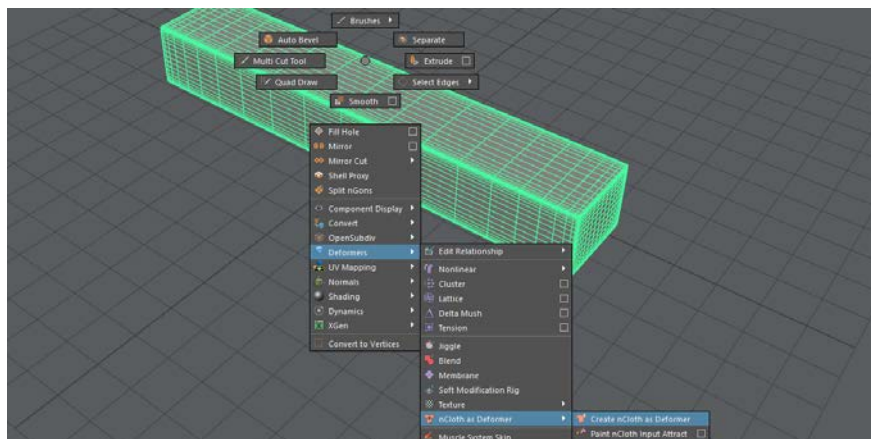 Brushes
Auto Bevel
Separate
Multi Cut Tool
Extrude
Quad Draw
Select Edges
Smooth
Fill Hole
Mirror
Mirror Cut
Shell Proxy
Split nGons
Component Display
Convert
OpenSubdiv
Deformers
UV Mapping
Normals
Shading
Dynamics
XGen
Convert to Vertices
Edit Relationship
Nonlinear
Cluster
Lattice
Delta Mush
Tension
Jiggle
Blend
Membrane
Soft Modification Rig
Texture
nCloth as Deformer
Muscle System Skin
Create nCloth as Deformer
Paint nCloth Input Attract